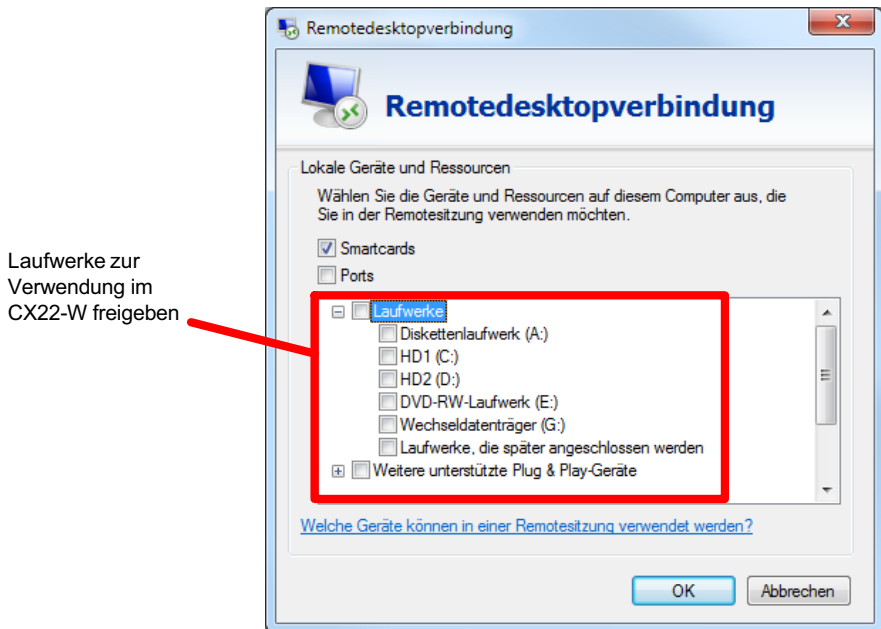 Remotedesktopverbindung
Remotedesktopverbindung
Lokale Geräte und Ressourcen
Wählen Sie die Geräte und Ressourcen auf diesem Computer aus, die
Sie in der Remotesitzung verwenden möchten.
Smartcards
Ports
Laufwerke zur
Verwendung im
CX22-W freigeben
Laufwerke
Diskettenlaufwerk (A:)
HD1 (C:)
HD2 (D:)
DVD-RW-Laufwerk (E:)
Wechseldatenträger (G:)
Laufwerke, die später angeschlossen werden
Weitere unterstützte Plug & Play-Geräte
Welche Geräte können in einer Remotesitzung verwendet werden?
OK
Abbrechen